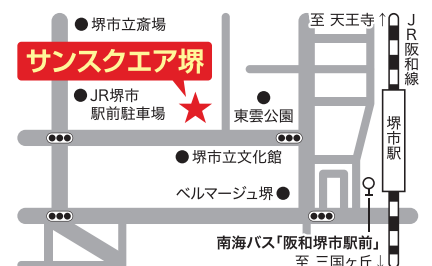 至 天王寺↑
JR阪和線
堺市立斎場
サンスクエア堺
JR堺市
駅前駐車場
東雲公園
堺市駅
堺市立文化館
ベルマージュ堺
南海バス「阪和堺市駅前」
至 三国ヶ丘↓